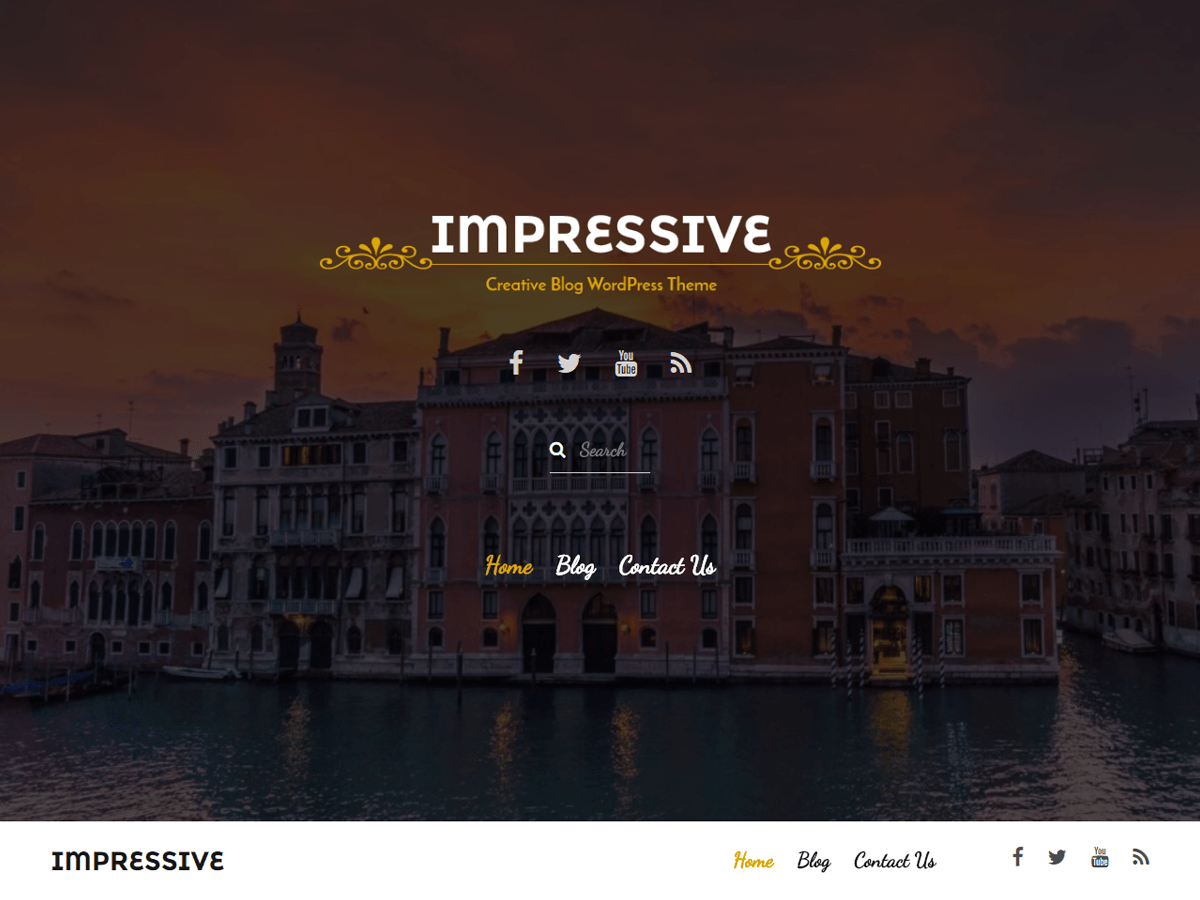 IMPRESSIVE
Creative Blog WordPress Theme
You
Tube
Search
Home Blog Contact Us
IMPRESSIVE Home Blog Contact Us You Tube